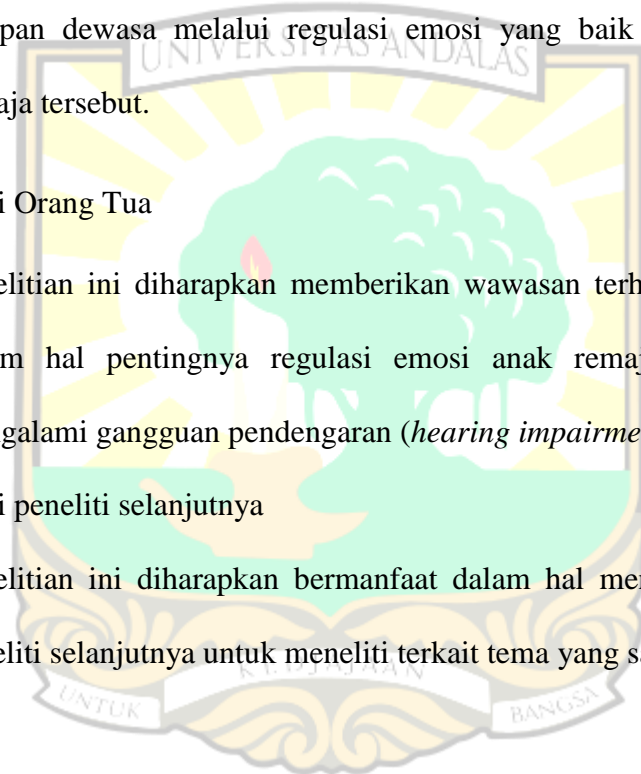 pan dewasa melalui regulasi emosi yang baik
UNIVERSITAS ANDALAS
aja tersebut.
i Orang Tua
elitian ini diharapkan memberikan wawasan terh
m hal pentingnya regulasi emosi anak remaj
galami gangguan pendengaran (hearing impairme
i peneliti selanjutnya
elitian ini diharapkan bermanfaat dalam hal me
eliti selanjutnya untuk meneliti terkait tema yang s
KEDJAJAAN
UNTUK
BANGSA